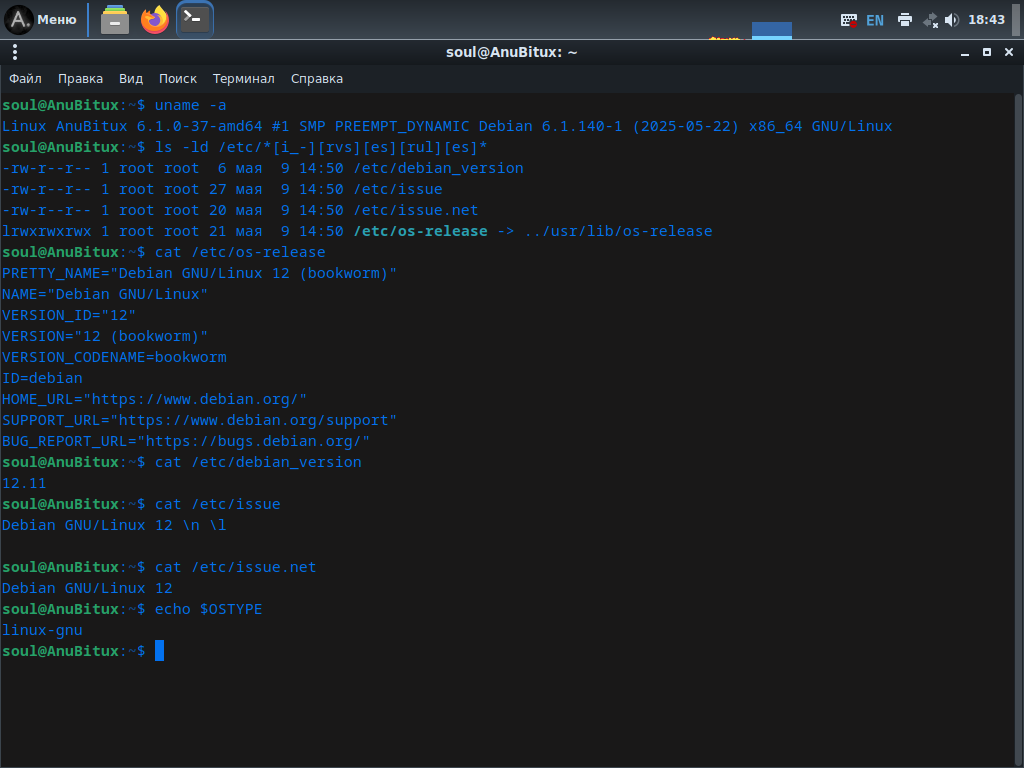 Меню
EN
18:43
soul@AnuBitux: ~
Файл Правка Вид Поиск Терминал Справка
soul@AnuBitux:~$ uname -a
Linux AnuBitux 6.1.0-37-amd64 #1 SMP PREEMPT_DYNAMIC Debian 6.1.140-1 (2025-05-22) x86_64 GNU/Linux
soul@AnuBitux:~$ ls -ld /etc/*[i_-][rvs][es][rul][es]*
-rw-r--r-- 1 root root  6 мая  9 14:50 /etc/debian_version
-rw-r--r-- 1 root root 27 мая  9 14:50 /etc/issue
-rw-r--r-- 1 root root 20 мая  9 14:50 /etc/issue.net
lrwxrwxrwx 1 root root 21 мая  9 14:50 /etc/os-release -> ../usr/lib/os-release
soul@AnuBitux:~$ cat /etc/os-release
PRETTY_NAME="Debian GNU/Linux 12 (bookworm)"
NAME="Debian GNU/Linux"
VERSION_ID="12"
VERSION="12 (bookworm)"
VERSION_CODENAME=bookworm
ID=debian
HOME_URL="https://www.debian.org/"
SUPPORT_URL="https://www.debian.org/support"
BUG_REPORT_URL="https://bugs.debian.org/"
soul@AnuBitux:~$ cat /etc/debian_version
12.11
soul@AnuBitux:~$ cat /etc/issue
Debian GNU/Linux 12 \n \l
soul@AnuBitux:~$ cat /etc/issue.net
Debian GNU/Linux 12
soul@AnuBitux:~$ echo $OSTYPE
linux-gnu
soul@AnuBitux:~$